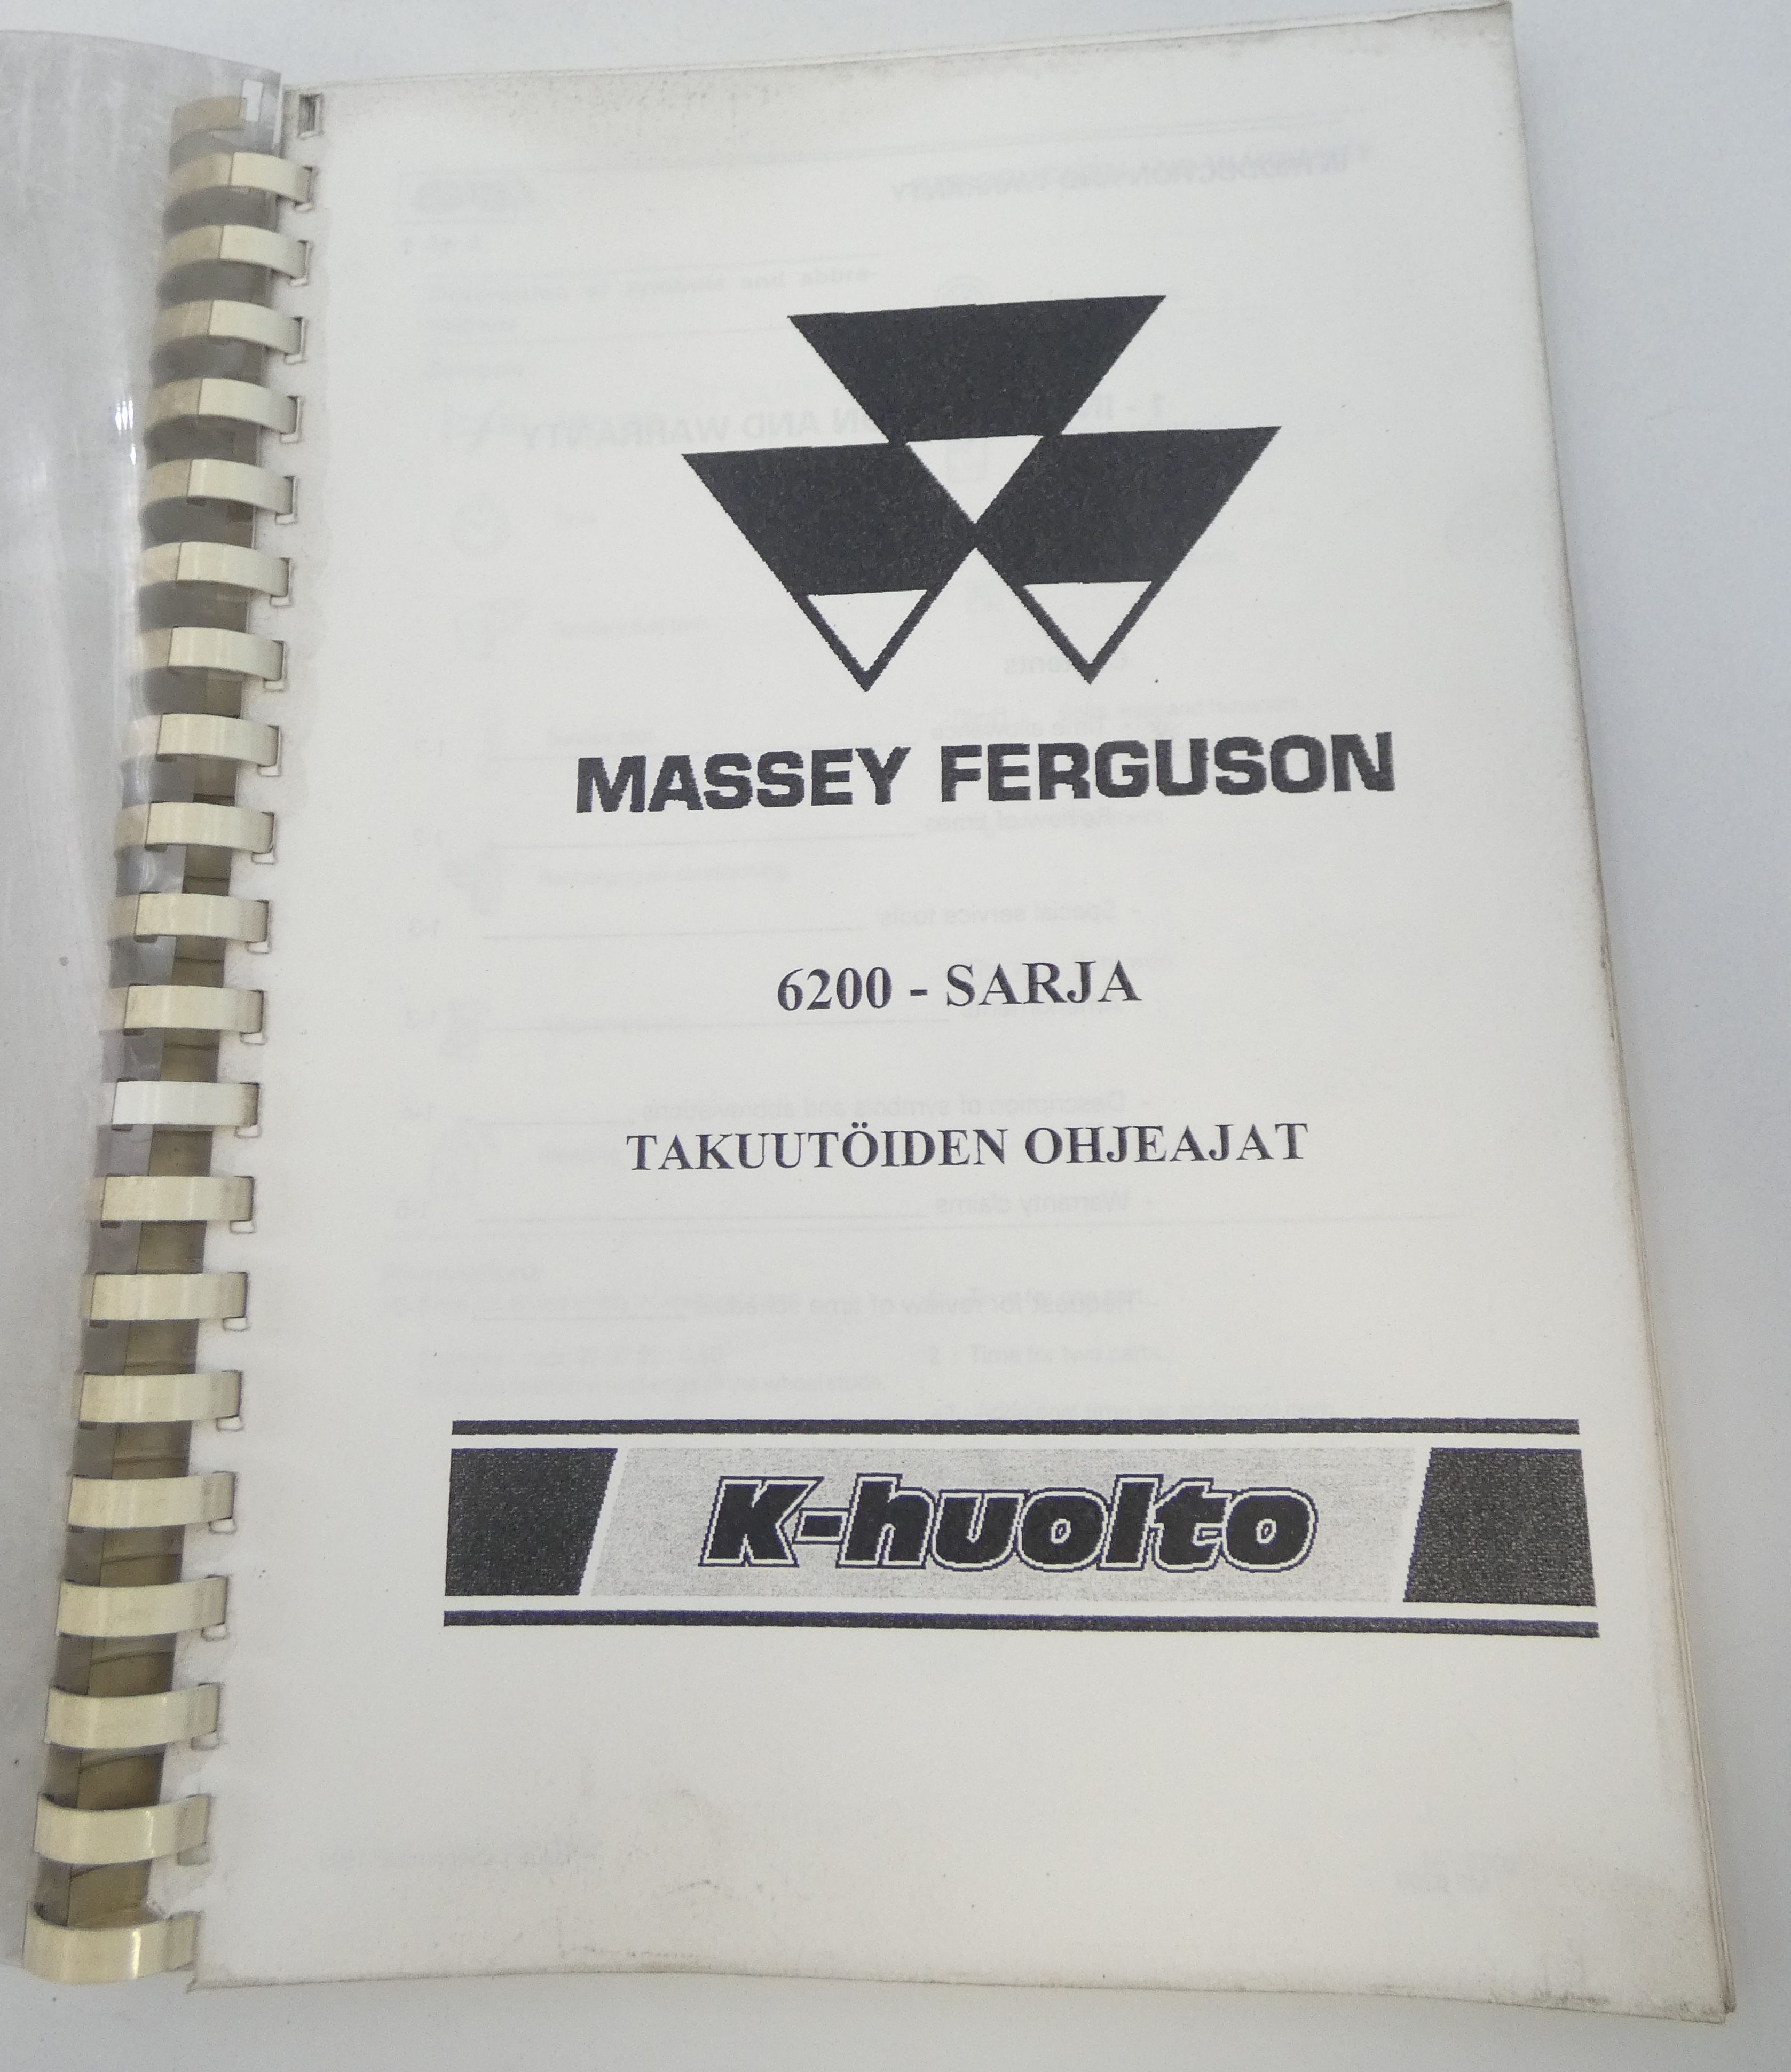 MASSEY FERGUSON
6200 - SARJA
TAKUUTÖIDEN OHJEAJAT
K-huolto